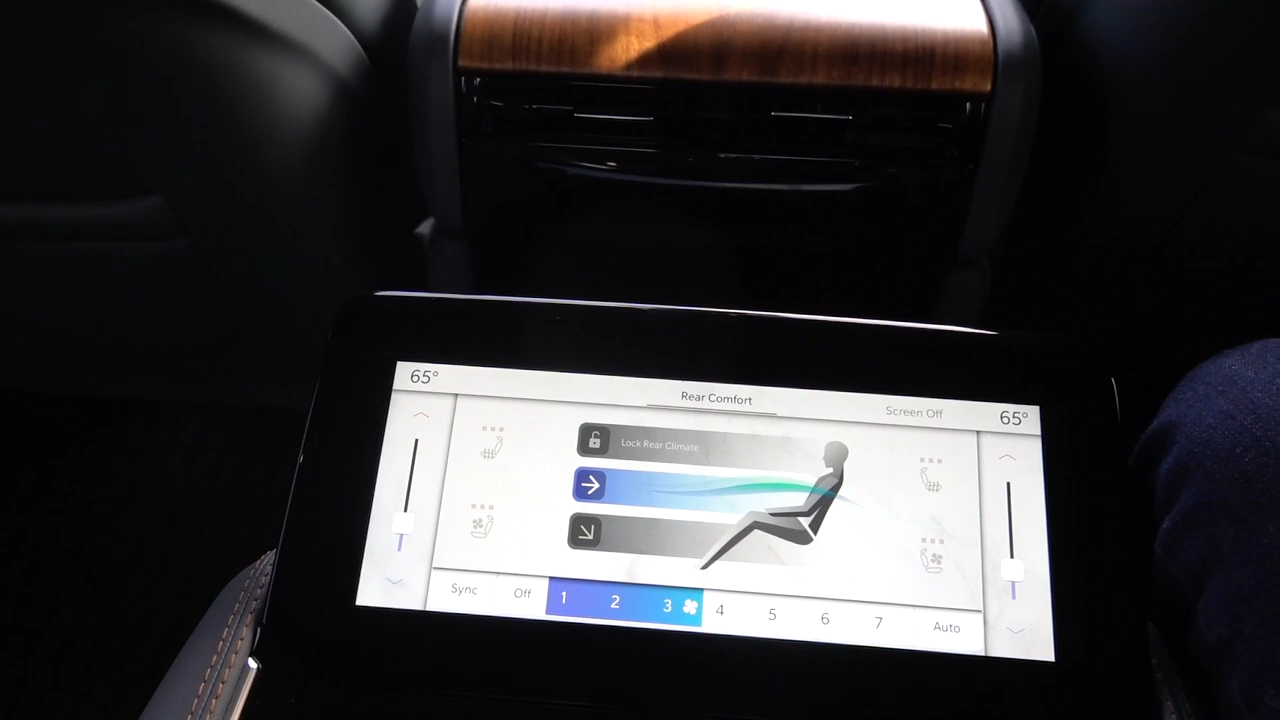 65°
Rear Comfort
Screen Off
65°
Lock Rear Climate
Sync Off 1 2 3 4 5 6 7 Auto